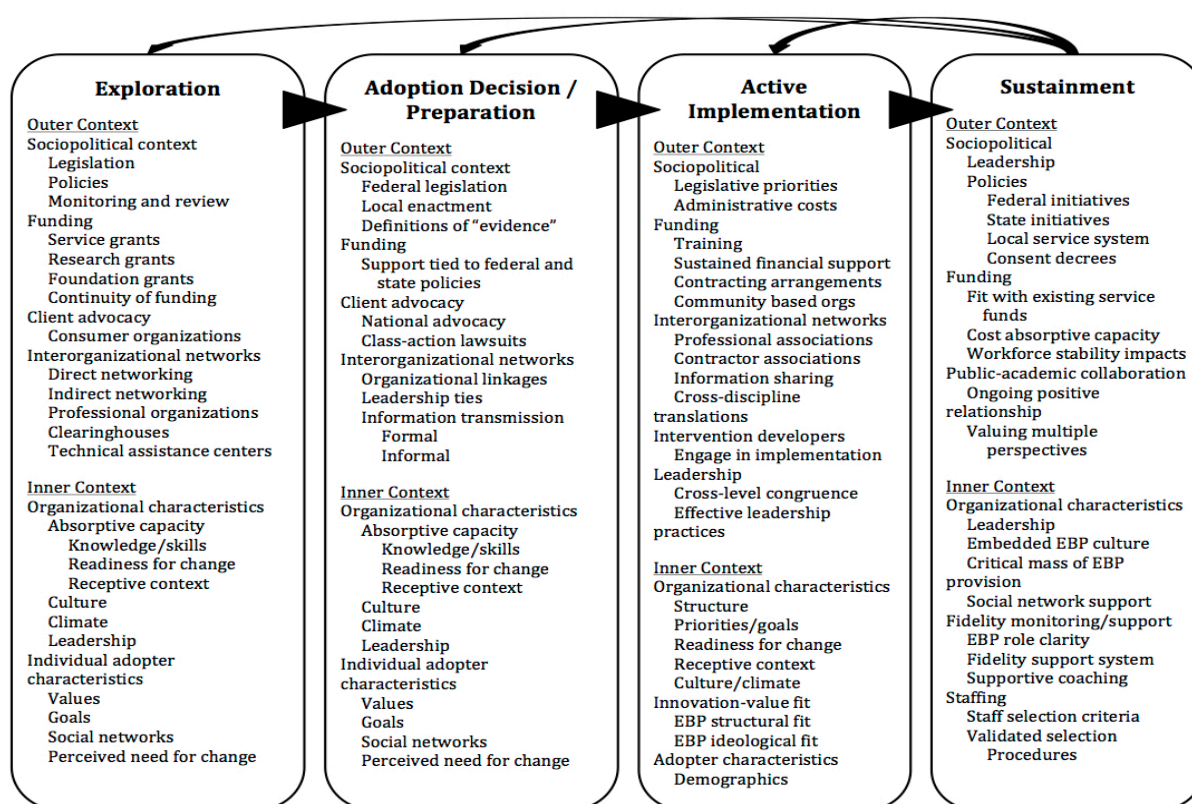 Exploration
Outer Context
Sociopolitical context
Legislation
Policies
Monitoring and review
Funding
Service grants
Research grants
Foundation grants
Continuity of funding
Client advocacy
Consumer organizations
Interorganizational networks
Direct networking
Indirect networking
Professional organizations
Clearinghouses
Technical assistance centers
Inner Context
Organizational characteristics
Absorptive capacity
Knowledge/skills
Readiness for change
Receptive context
Culture
Climate
Leadership
Individual adopter
characteristics
Values
Goals
Social networks
Perceived need for change
Adoption Decision /
Preparation
Outer Context
Sociopolitical context
Federal legislation
Local enactment
Definitions of “evidence”
Funding
Support tied to federal and
state policies
Client advocacy
National advocacy
Class-action lawsuits
Interorganizational networks
Organizational linkages
Leadership ties
Information transmission
Formal
Informal
Inner Context
Organizational characteristics
Absorptive capacity
Knowledge/skills
Readiness for change
Receptive context
Culture
Climate
Leadership
Individual adopter
characteristics
Values
Goals
Social networks
Perceived need for change
Active
Implementation
Outer Context
Sociopolitical
Legislative priorities
Administrative costs
Funding
Training
Sustained financial support
Contracting arrangements
Community based orgs
Interorganizational networks
Professional associations
Contractor associations
Information sharing
Cross-discipline
translations
Intervention developers
Engage in implementation
Leadership
Cross-level congruence
Effective leadership
practices
Inner Context
Organizational characteristics
Structure
Priorities/goals
Readiness for change
Receptive context
Culture/climate
Innovation-value fit
EBP structural fit
EBP ideological fit
Adopter characteristics
Demographics
Sustainment
Outer Context
Sociopolitical
Leadership
Policies
Federal initiatives
State initiatives
Local service system
Consent decrees
Funding
Fit with existing service
funds
Cost absorptive capacity
Workforce stability impacts
Public-academic collaboration
Ongoing positive
relationship
Valuing multiple
perspectives
Inner Context
Organizational characteristics
Leadership
Embedded EBP culture
Critical mass of EBP
provision
Social network support
Fidelity monitoring/support
EBP role clarity
Fidelity support system
Supportive coaching
Staffing
Staff selection criteria
Validated selection
Procedures